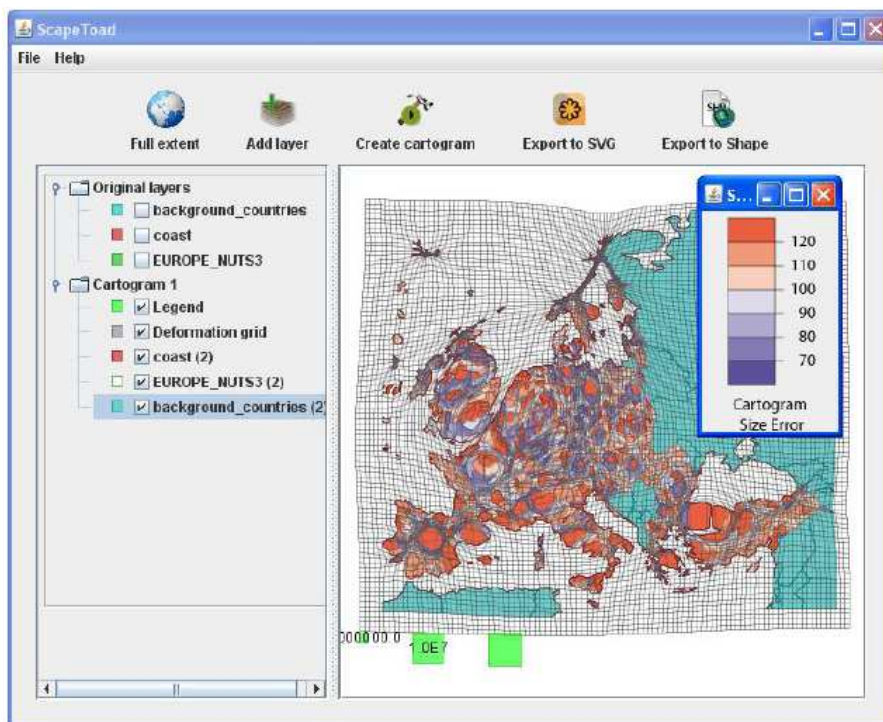 ScapeToad
File Help
Full extent
Add layer
Create cartogram
Export to SVG
Export to Shape
Original layers
background_countries
coast
EUROPE_NUTS3
Cartogram 1
Legend
Deformation grid
coast (2)
EUROPE_NUTS3 (2)
background_countries (2)
S...
120
110
100
90
80
70
Cartogram
Size Error
000000.0
1.0E7